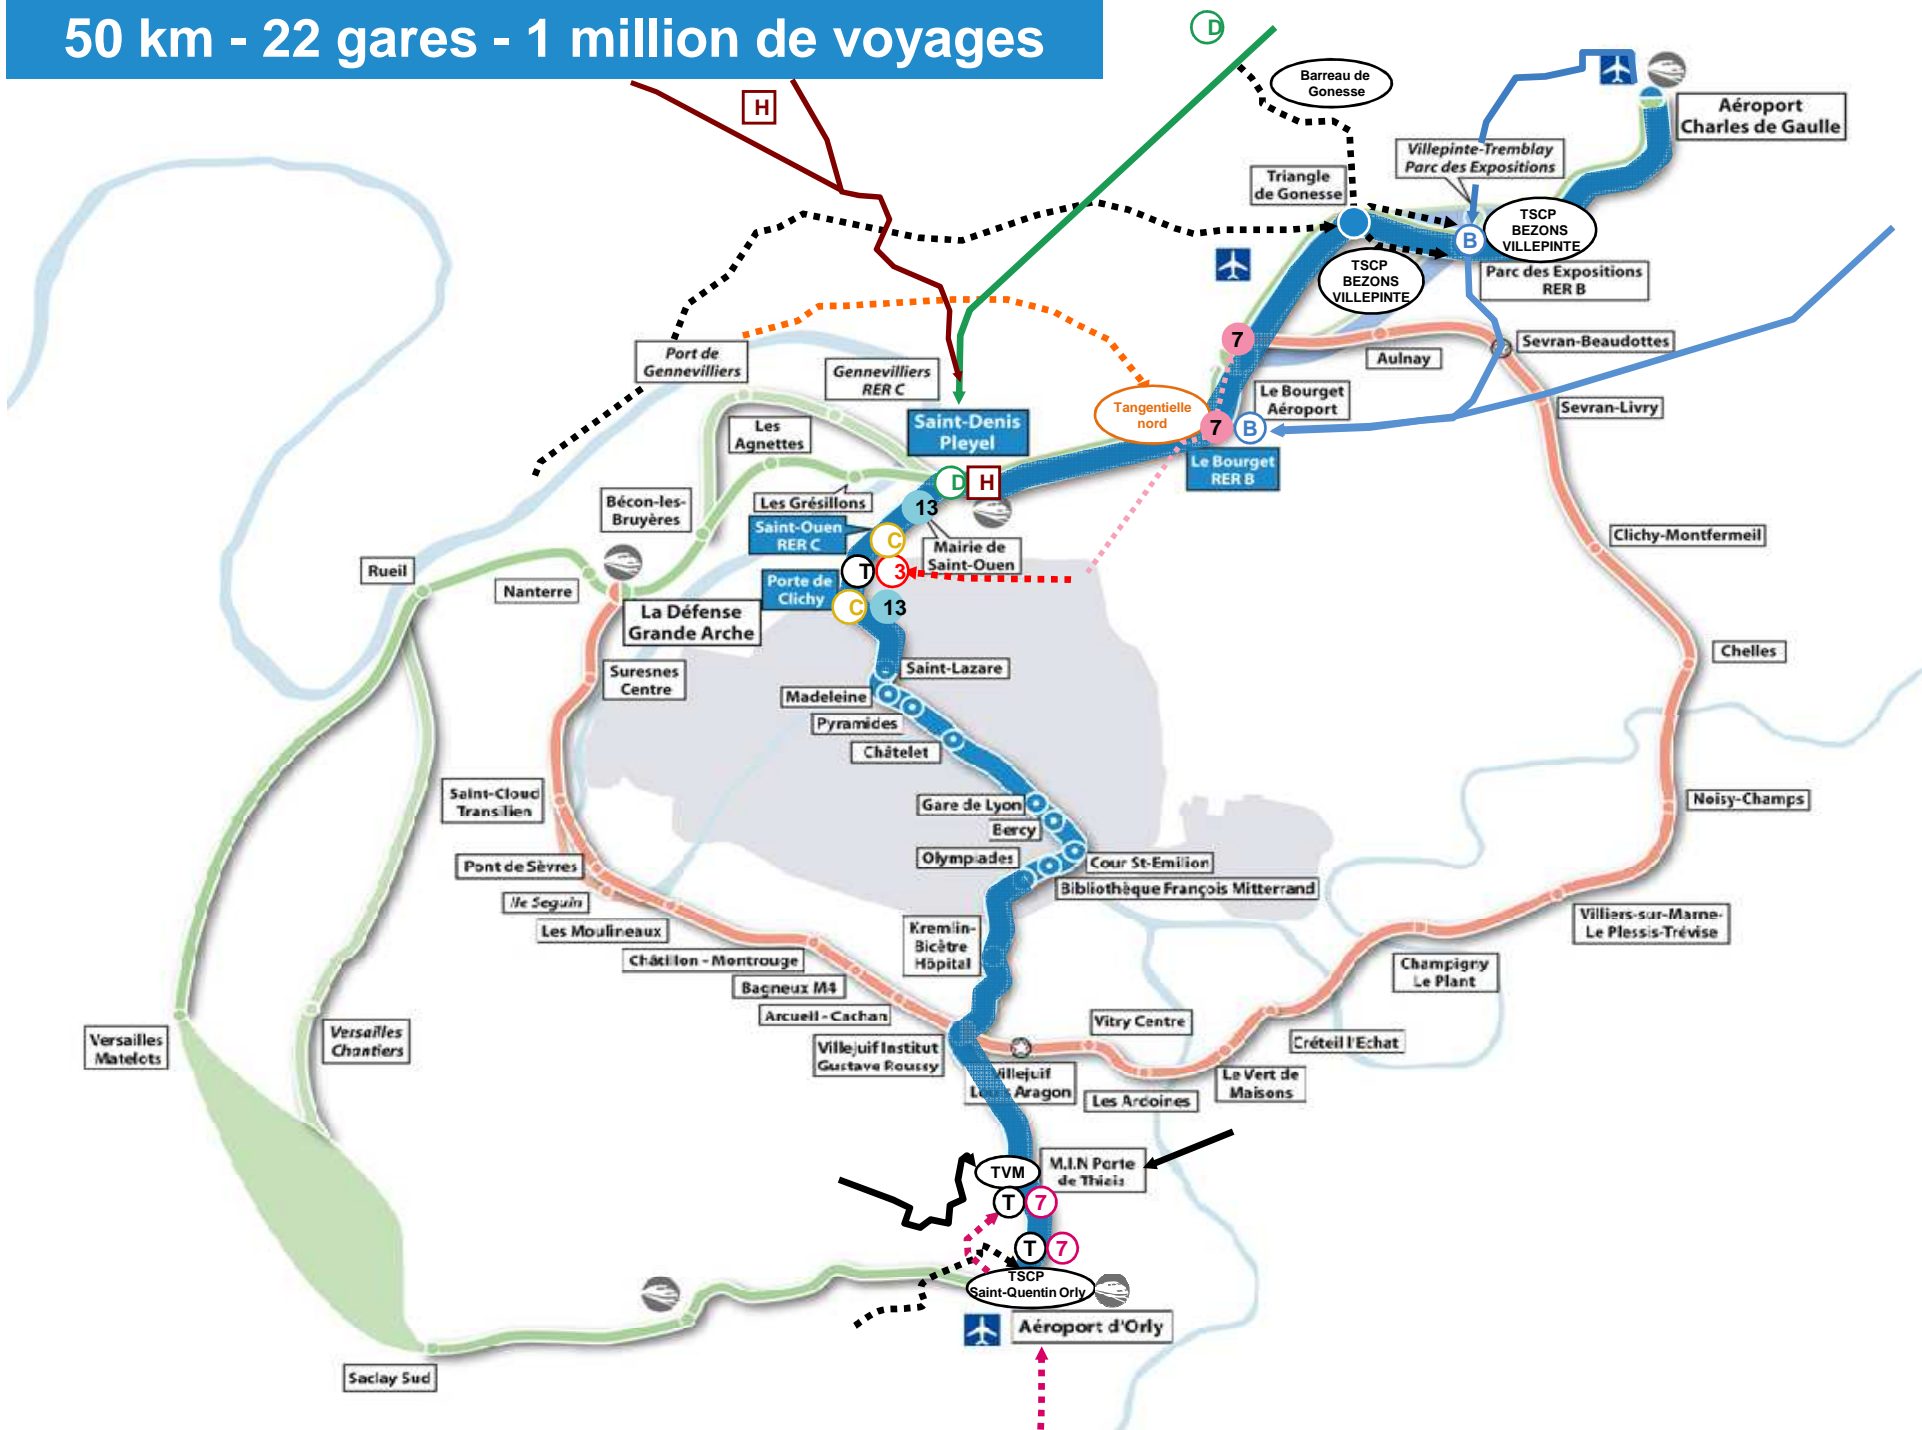 50 km - 22 gares - 1 million de voyages
D
H
Barreau de
Gonesse
Aéroport
Charles de Gaulle
Villepinte-Tremblay
Parc des Expositions
Triangle
de Gonesse
TSCP
BEZONS
VILLEPINTE
B
TSCP
BEZONS
VILLEPINTE
Parc des Expositions
RER B
7
Sevran-Beaudottes
Aulnay
Port de
Gennevilliers
Gennevilliers
RER C
Le Bourget
Aéroport
Sevran-Livry
Tangentielle
nord
7
B
Saint-Denis
Pleyel
Les
Agnettes
Le Bourget
RER B
D
H
Bécon-les-
Bruyères
Les Grésillons
13
Saint-Ouen
RER C
C
Mairie de
Saint-Ouen
Clichy-Montfermeil
Rueil
T
3
Nanterre
Porte de
Clichy
C
13
La Défense
Grande Arche
Chelles
Saint-Lazare
Suresnes
Centre
Madeleine
Pyramides
Châtelet
Saint-Cloud
Transilien
Gare de Lyon
Noisy-Champs
Bercy
Olympiades
Cour St-Emilion
Pont de Sèvres
Bibliothèque François Mitterrand
Ile Seguin
Les Moulineaux
Villiers-sur-Marne-
Le Plessis-Trévise
Kremlin-
Bicêtre
Hôpital
Châtillon - Montrouge
Champigny
Le Plant
Bagneux M4
Arcueil - Cachan
Vitry Centre
Versailles
Matelots
Versailles
Chantiers
Créteil l'Echat
Villejuif Institut
Gustave Roussy
Villejuif
Louis Aragon
Le Vert de
Maisons
Les Ardoines
TVM
M.I.N Porte
de Thiais
T
7
T
7
TSCP
Saint-Quentin Orly
Aéroport d'Orly
Saclay Sud